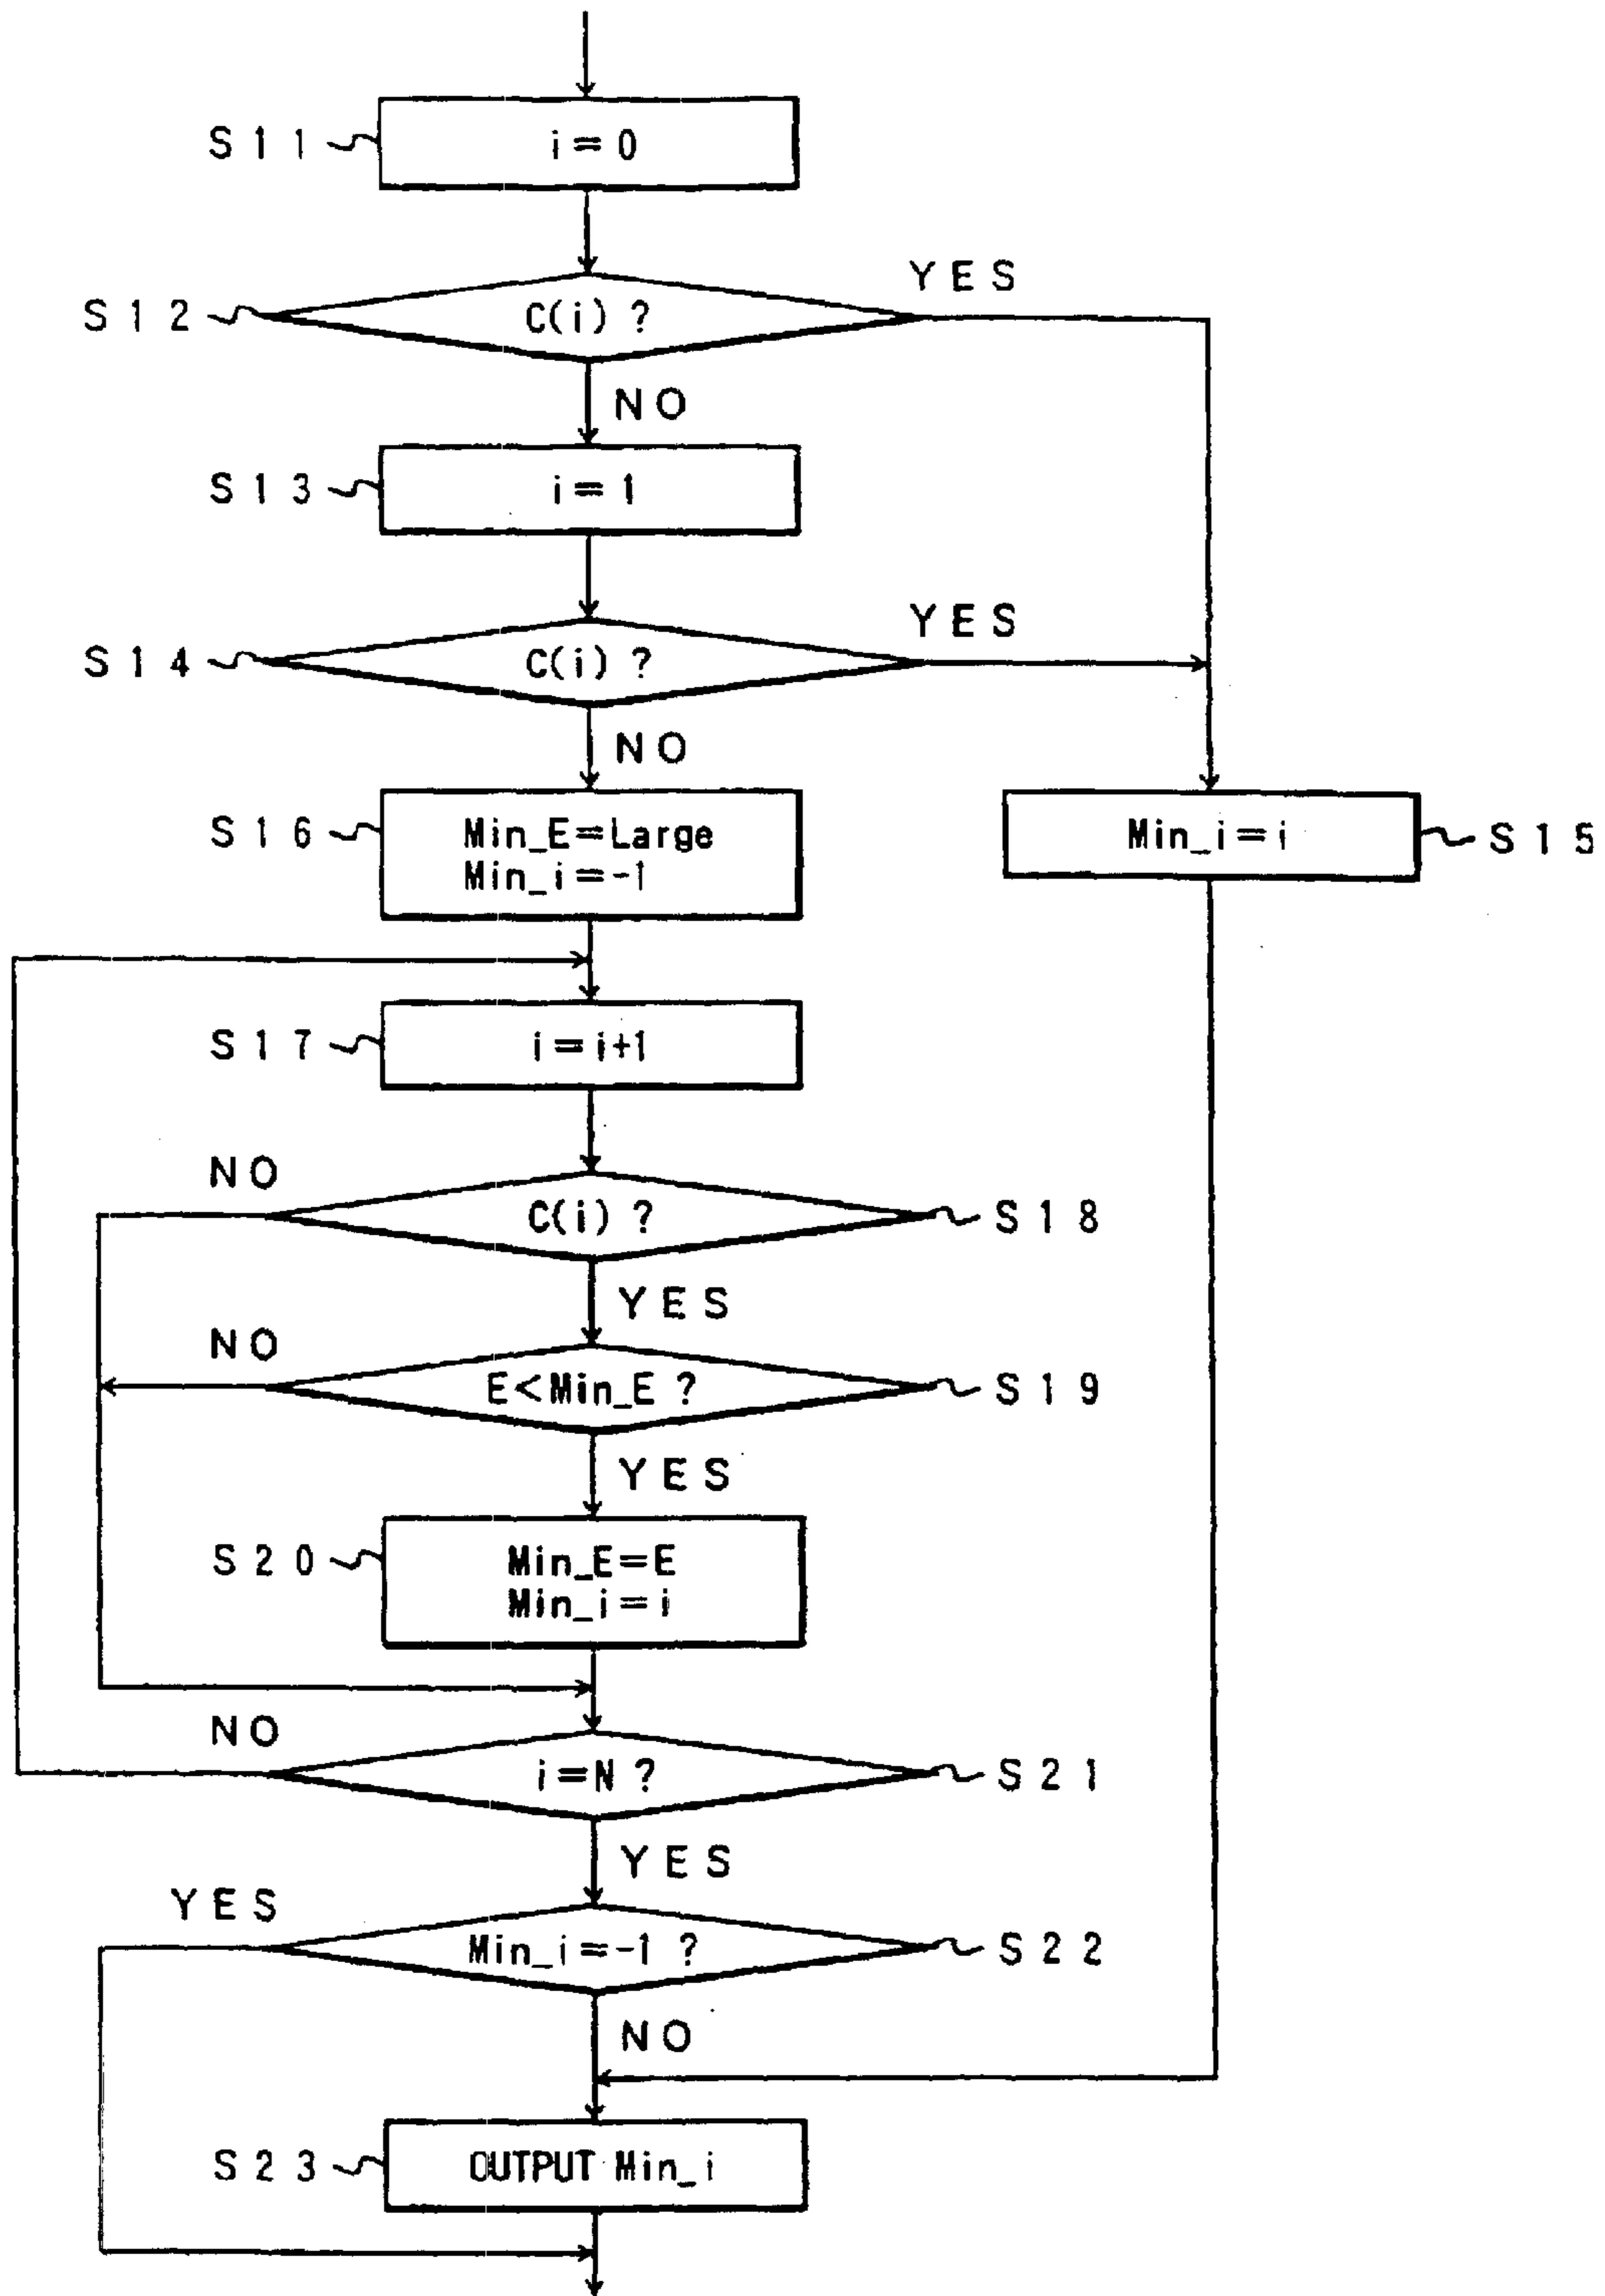 S11
i=0
YES
S12
C(i) ?
NO
S13
i=1
YES
S14
C(i) ?
NO
S16
Min_E=Large
Min_i=-1
Min_i=i
S15
S17
i=i+1
NO
C(i) ?
S18
YES
NO
E<Min_E ?
S19
YES
S20
Min_E=E
Min_i=i
NO
i=N ?
S21
YES
YES
Min_i=-1 ?
S22
NO
S23
OUTPUT Min_i